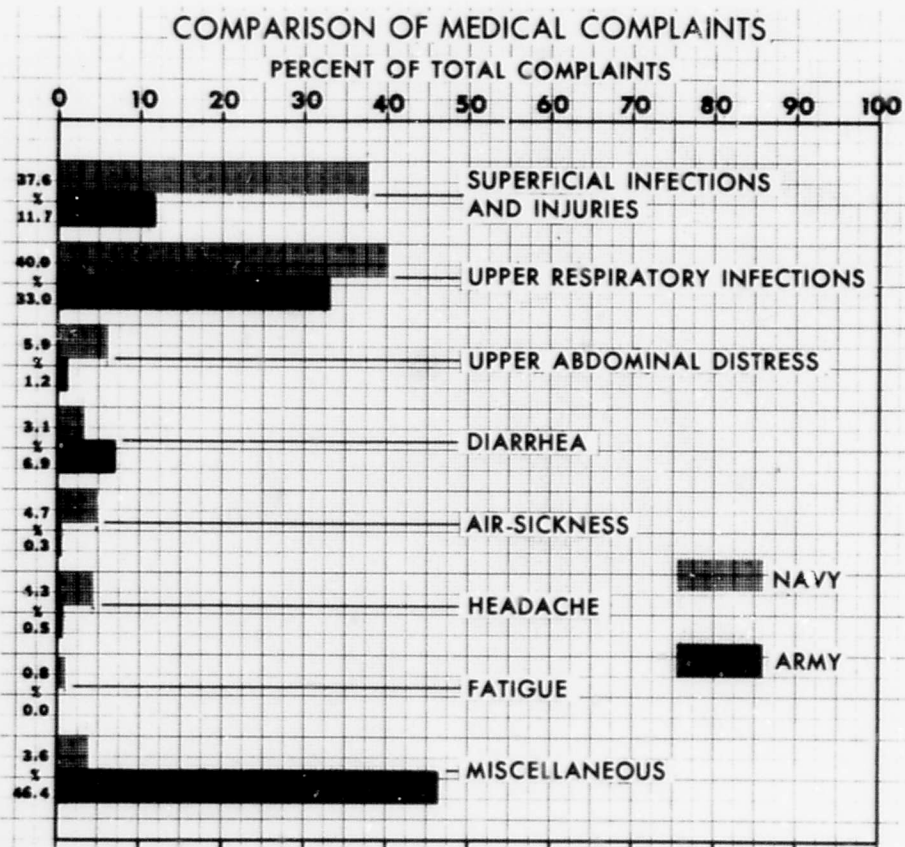 COMPARISON OF MEDICAL COMPLAINTS
PERCENT OF TOTAL COMPLAINTS
0 10 20 30 40 50 60 70 80 90 100
37.6
%
11.7
SUPERFICIAL INFECTIONS
AND INJURIES
40.0
%
33.0
UPPER RESPIRATORY INFECTIONS
5.9
%
1.2
UPPER ABDOMINAL DISTRESS
3.1
%
6.9
DIARRHEA
4.7
%
0.3
AIR-SICKNESS
NAVY
4.3
%
0.5
HEADACHE
ARMY
0.8
%
0.0
FATIGUE
3.6
%
46.4
MISCELLANEOUS